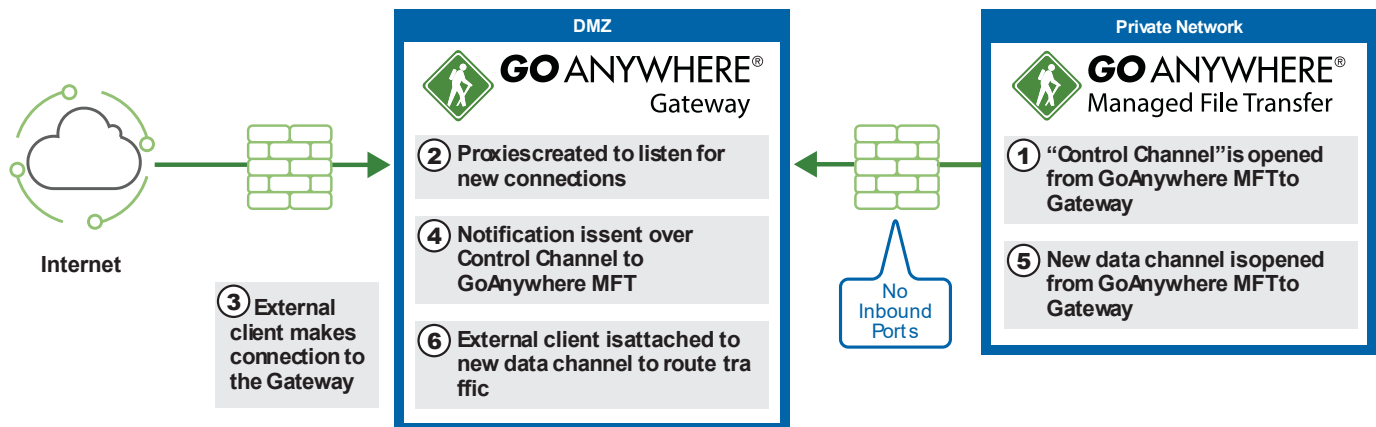 DMZ
GO ANYWHERE®
Gateway
2 Proxiescreated to listen for
new connections
4 Notification issent over
Control Channel to
GoAnywhere MFT
6 External client isattached to
new data channel to route tra
ffic
Private Network
GO ANYWHERE®
Managed File Transfer
1 “Control Channel”is opened
from GoAnywhere MFTto
Gateway
5 New data channel isopened
from GoAnywhere MFTto
Gateway
Internet
3 External
client makes
connection to
the Gateway
No
Inbound
Ports